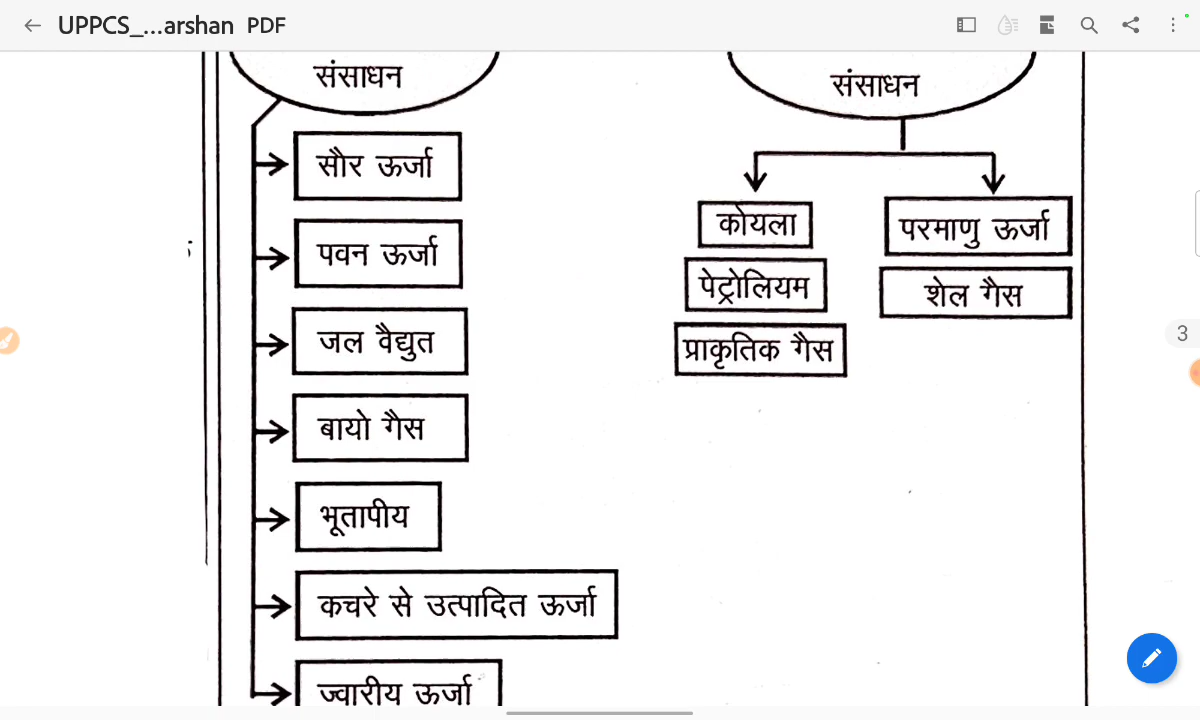 UPPCS_...arshan PDF
संसाधन
सौर ऊर्जा
पवन ऊर्जा
जल वैद्युत
बायो गैस
भूतापीय
कचरे से उत्पादित ऊर्जा
ज्वारीय ऊर्जा
संसाधन
कोयला
पेट्रोलियम
प्राकृतिक गैस
परमाणु ऊर्जा
शेल गैस
3